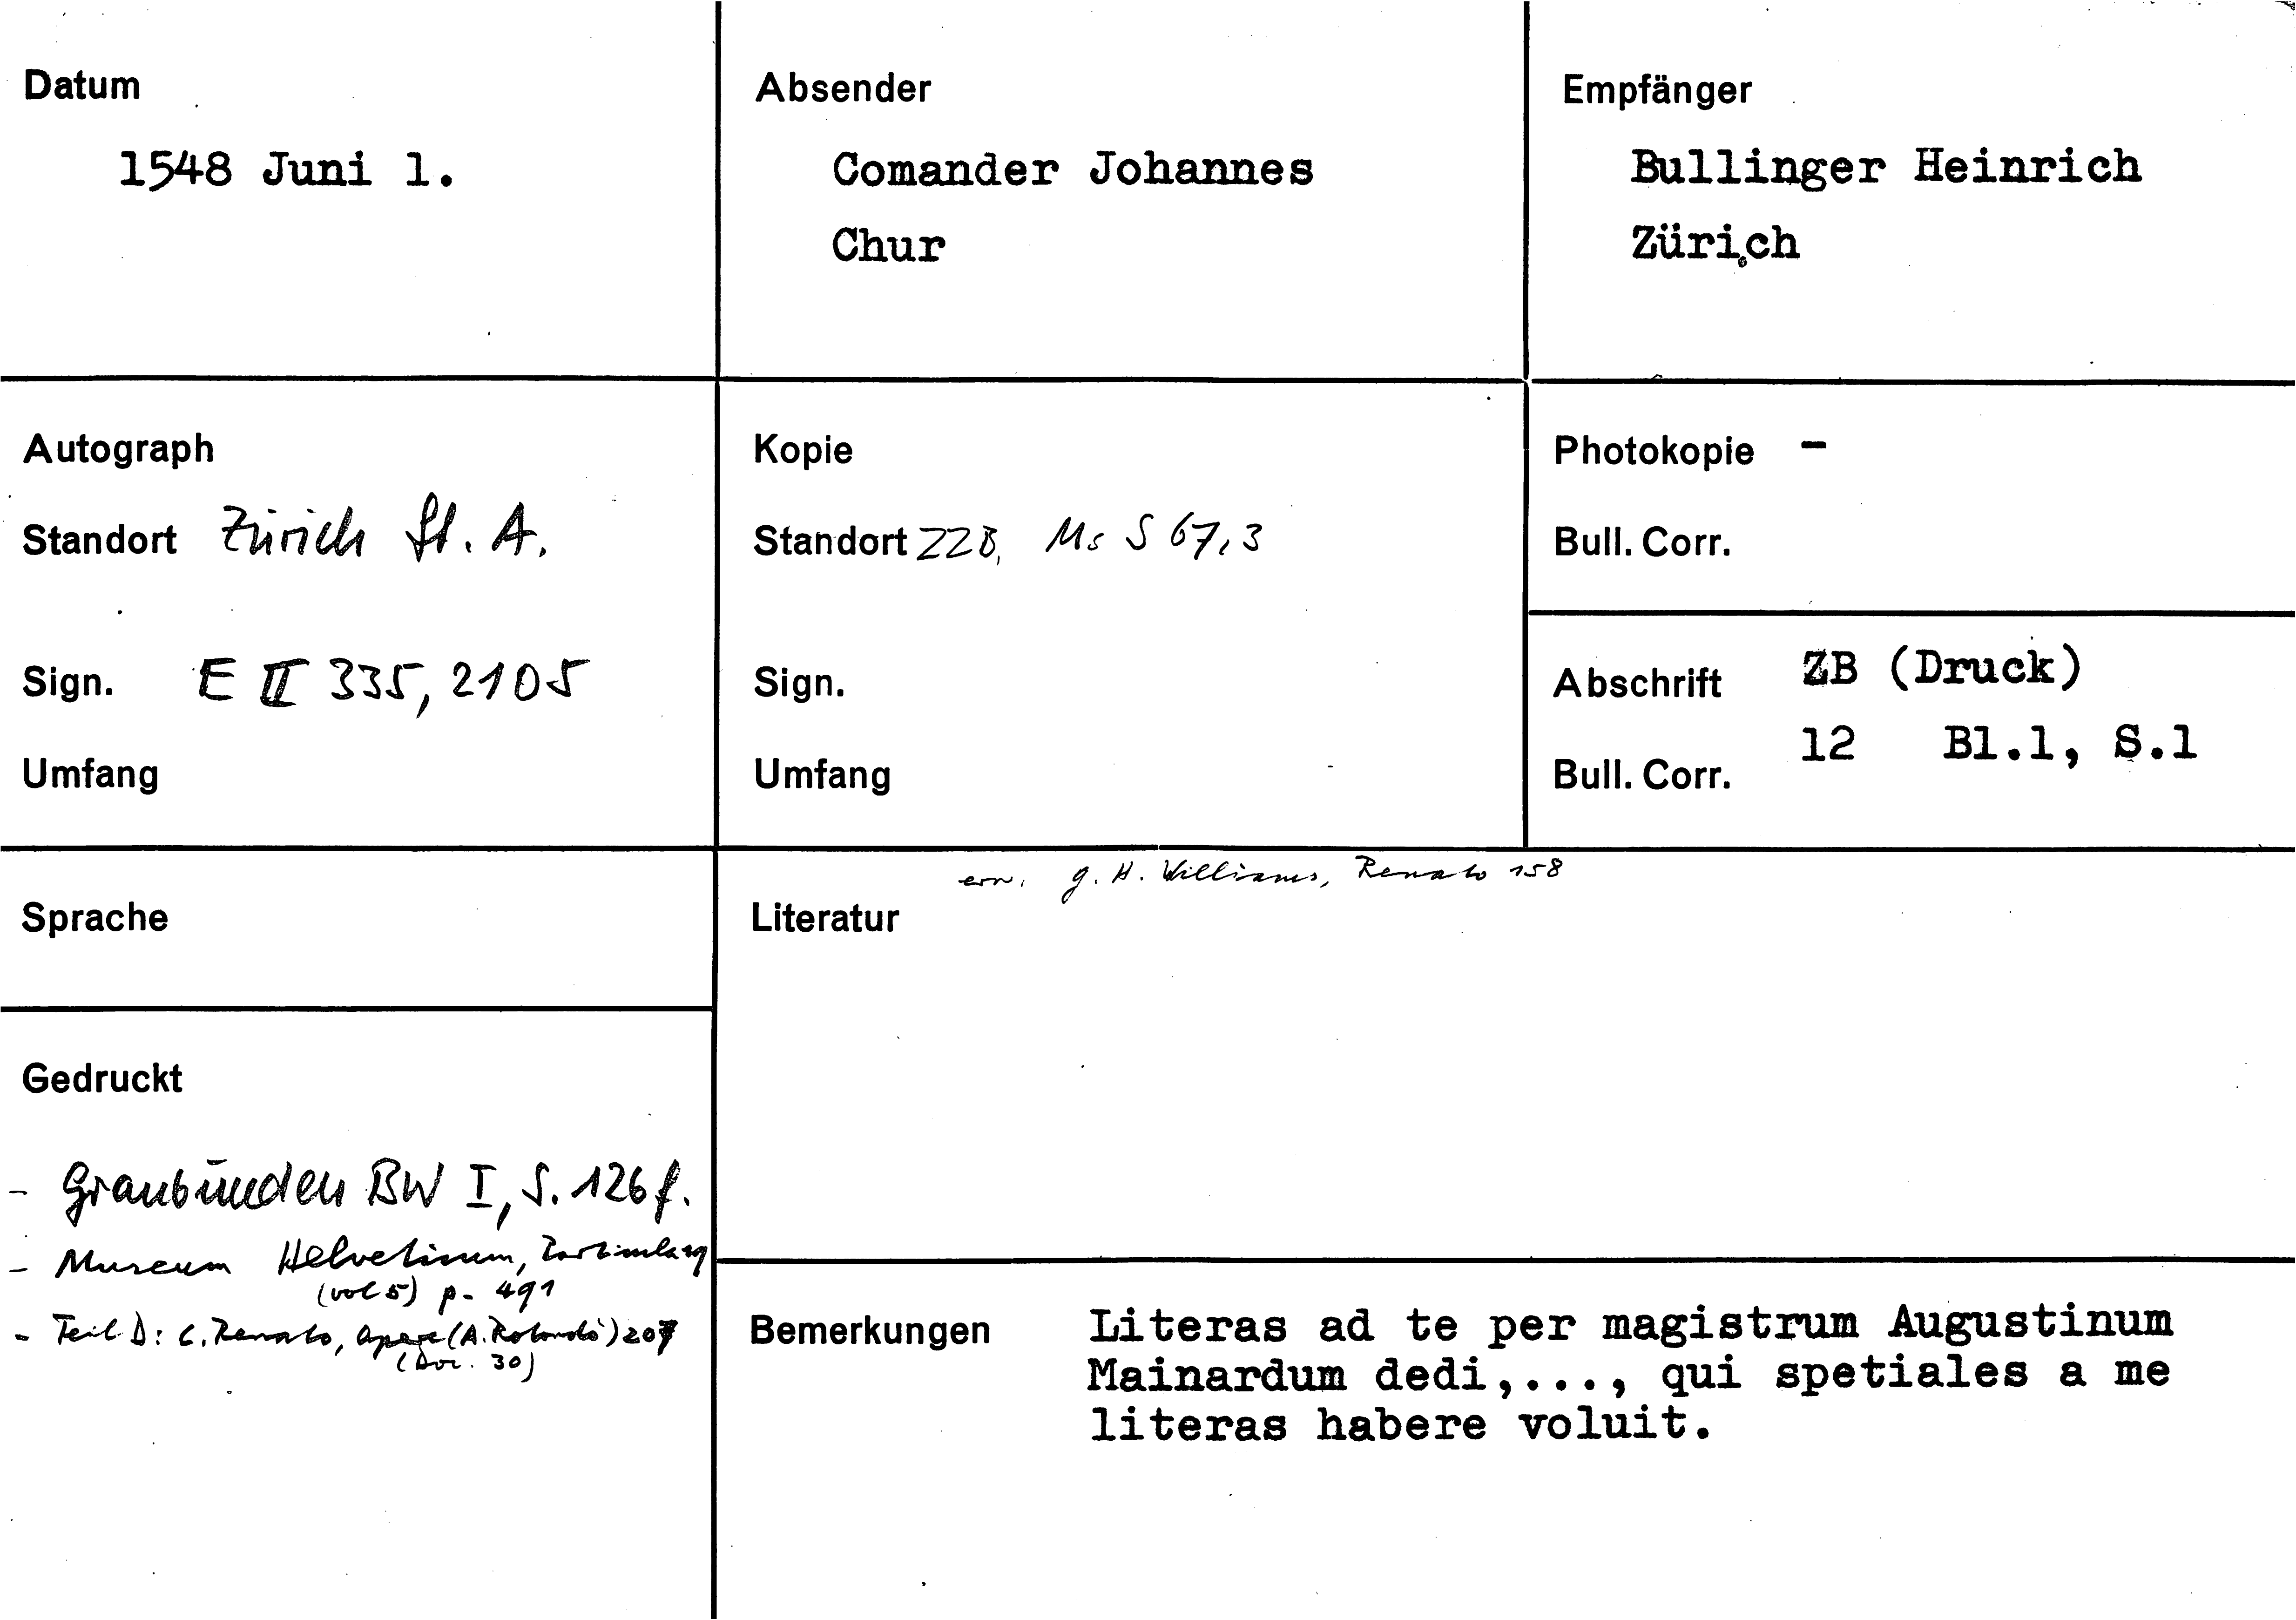 Datum
1548 Juni 1.
Absender
Comander Johannes
Chur
Empfänger
Bullinger Heinrich
Zürich
Autograph
Standort Zürich St. A.
Sign. E II 335, 2105
Umfang
Kopie
Standort ZZB, Ms S 67,3
Sign.
Umfang
Photokopie -
Bull. Corr.
Abschrift ZB (Druck)
12 Bl.1, S.1
Bull. Corr.
Sprache
erw. G. H. Williams, Renato 158
Literatur
Gedruckt
- Graubünden BW I, S. 126 f.
- Museum Helveticum,
(vol 5) p. 491
- Teil D: C. Renato, Opere (A. Rotondò) 207
(Doc. 30)
Bemerkungen
Literas ad te per magistrum Augustinum
Mainardum dedi,..., qui spetiales a me
literas habere voluit.